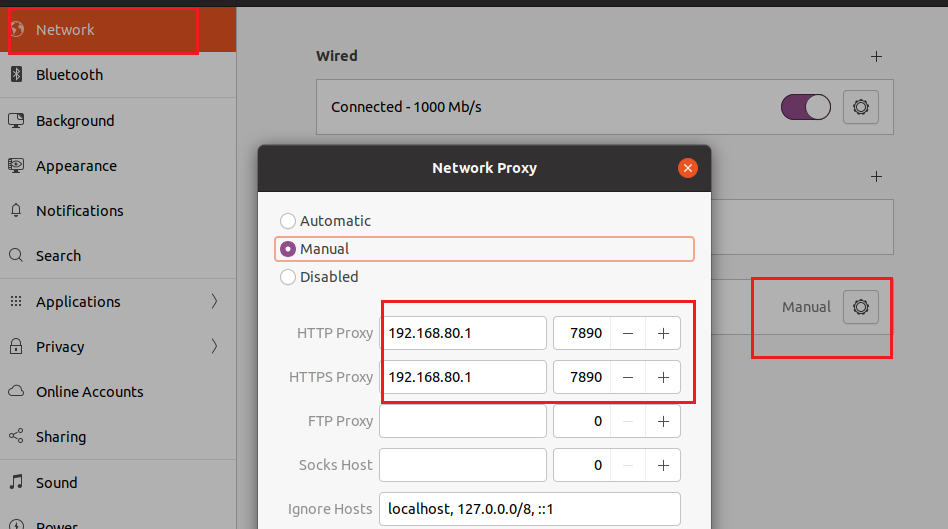 Network
Bluetooth
Background
Appearance
Notifications
Search
Applications
Privacy
Online Accounts
Sharing
Sound
Power
Wired
Connected - 1000 Mb/s
Manual
Network Proxy
Automatic
Manual
Disabled
HTTP Proxy 192.168.80.1 7890
HTTPS Proxy 192.168.80.1 7890
FTP Proxy 0
Socks Host 0
Ignore Hosts localhost, 127.0.0.0/8, ::1